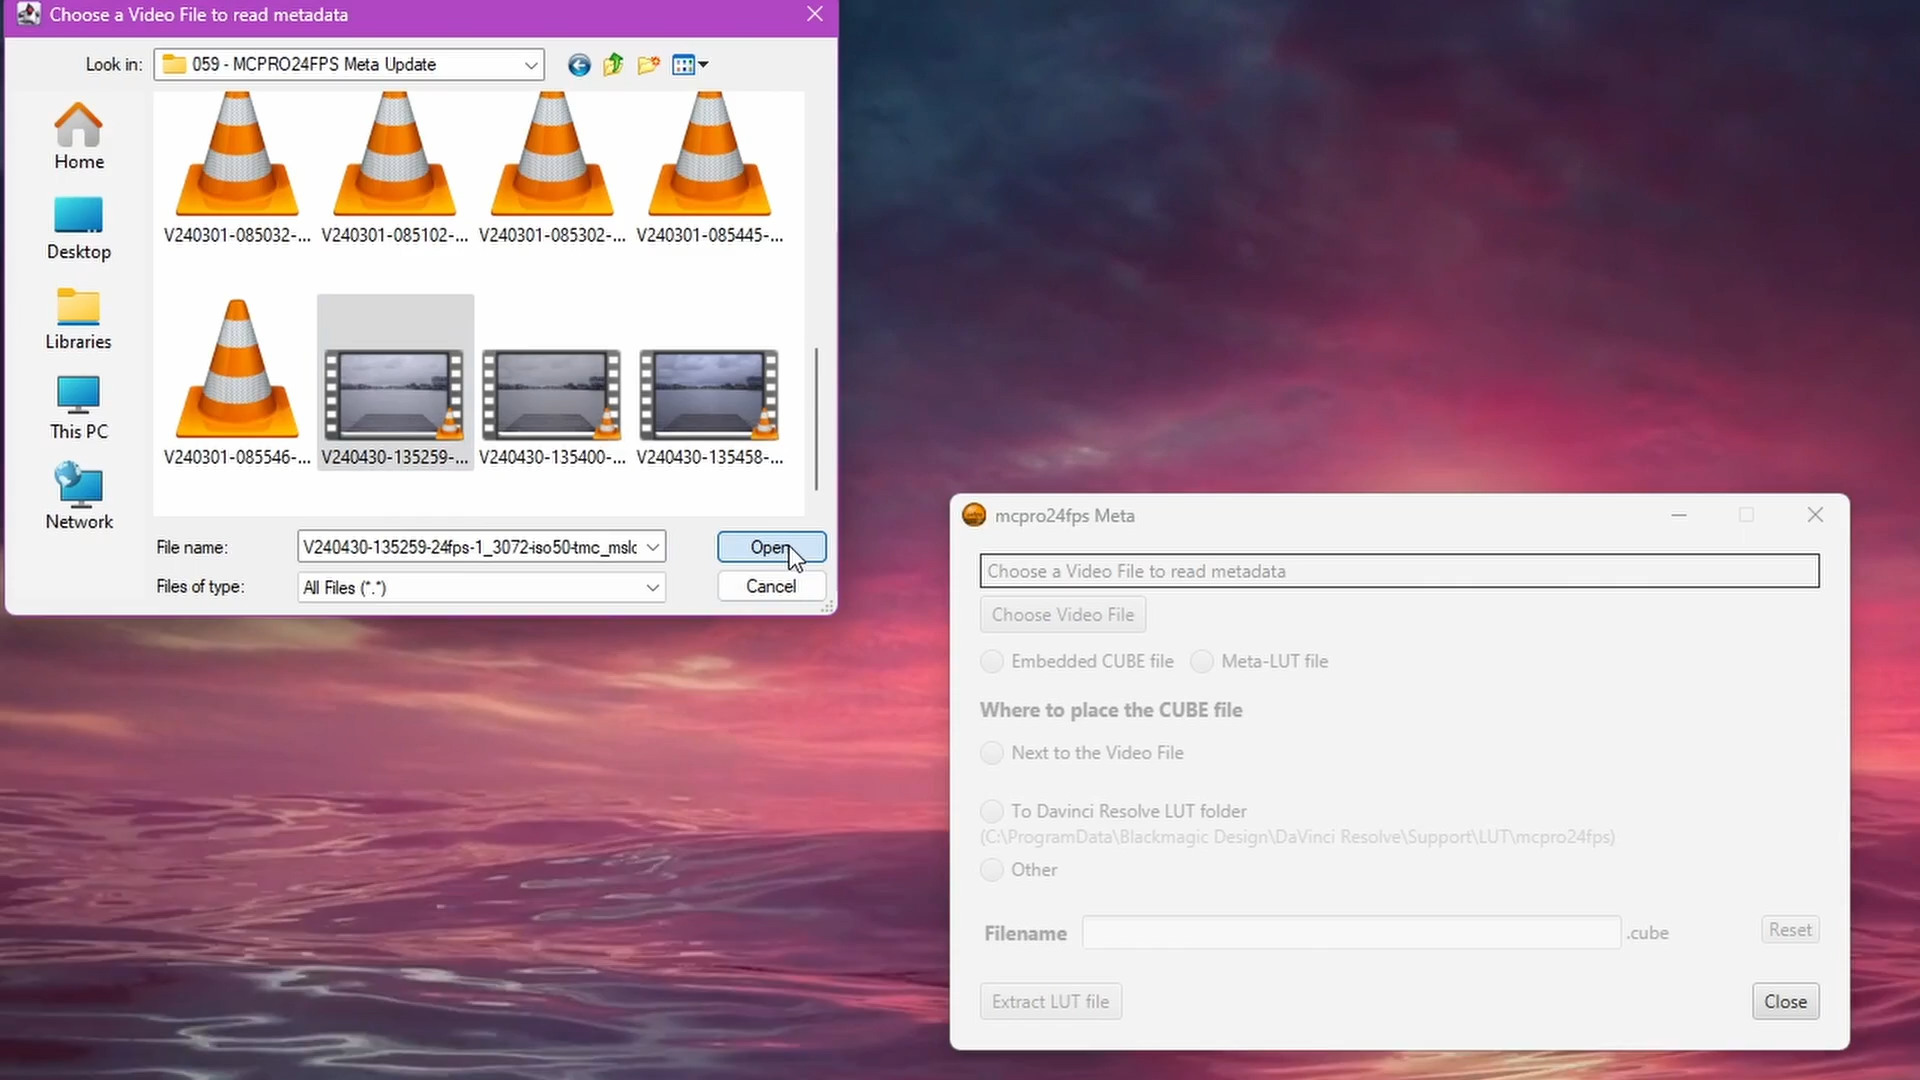 Choose a Video File to read metadata
Look in: 059 - MCPRO24FPS Meta Update
Home
Desktop
Libraries
This PC
Network
V240301-085032-... V240301-085102-... V240301-085302-... V240301-085445-...
V240301-085546-... V240430-135259-... V240430-135400-... V240430-135458-...
File name: V240430-135259-24fps-1_3072-iso50-tmc_mslc Open
Files of type: All Files (*.*) Cancel
mcpro24fps Meta
Choose a Video File to read metadata
Choose Video File
Embedded CUBE file Meta-LUT file
Where to place the CUBE file
Next to the Video File
To Davinci Resolve LUT folder
(C:\ProgramData\Blackmagic Design\DaVinci Resolve\Support\LUT\mcpro24fps)
Other
Filename .cube Reset
Extract LUT file Close